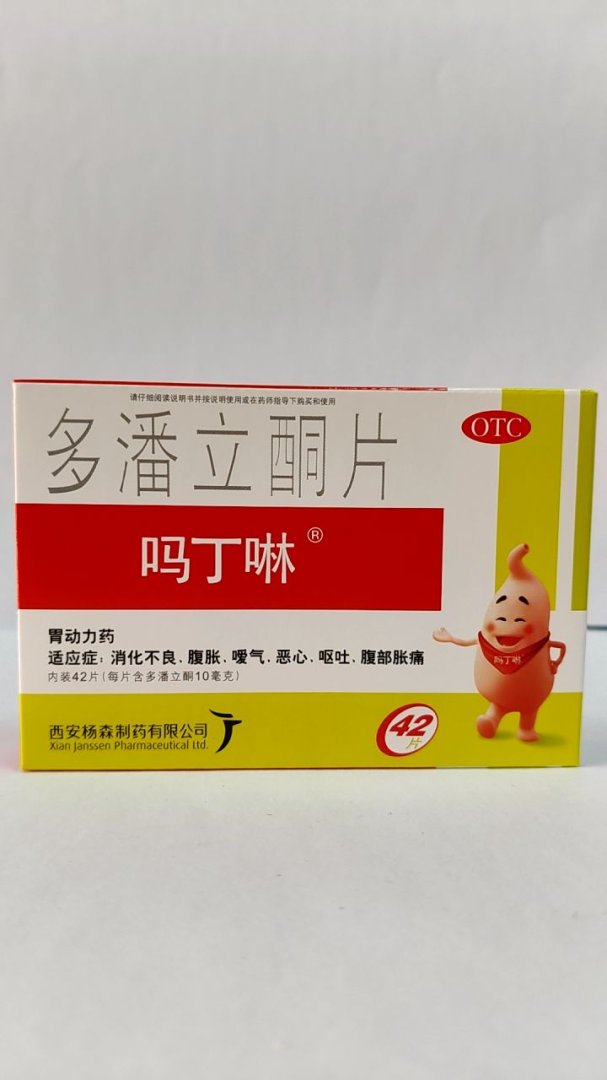 请仔细阅读说明书并按说明使用或在药师指导下购买和使用
多潘立酮片
OTC
吗丁啉®
胃动力药
适应症：消化不良、腹胀、嗳气、恶心、呕吐、腹部胀痛
内装42片(每片含多潘立酮10毫克)
吗丁啉
西安杨森制药有限公司
Xian Janssen Pharmaceutical Ltd.
42
片